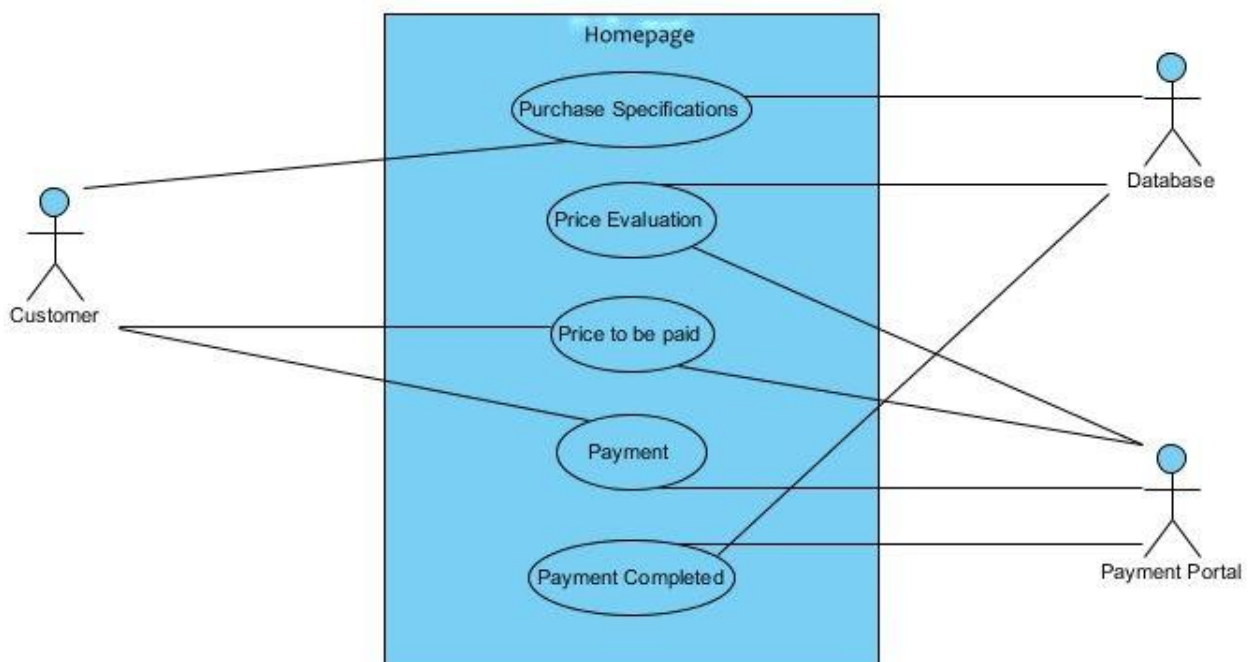 Homepage
Purchase Specifications
Database
Price Evaluation
Customer
Price to be paid
Payment
Payment Completed
Payment Portal